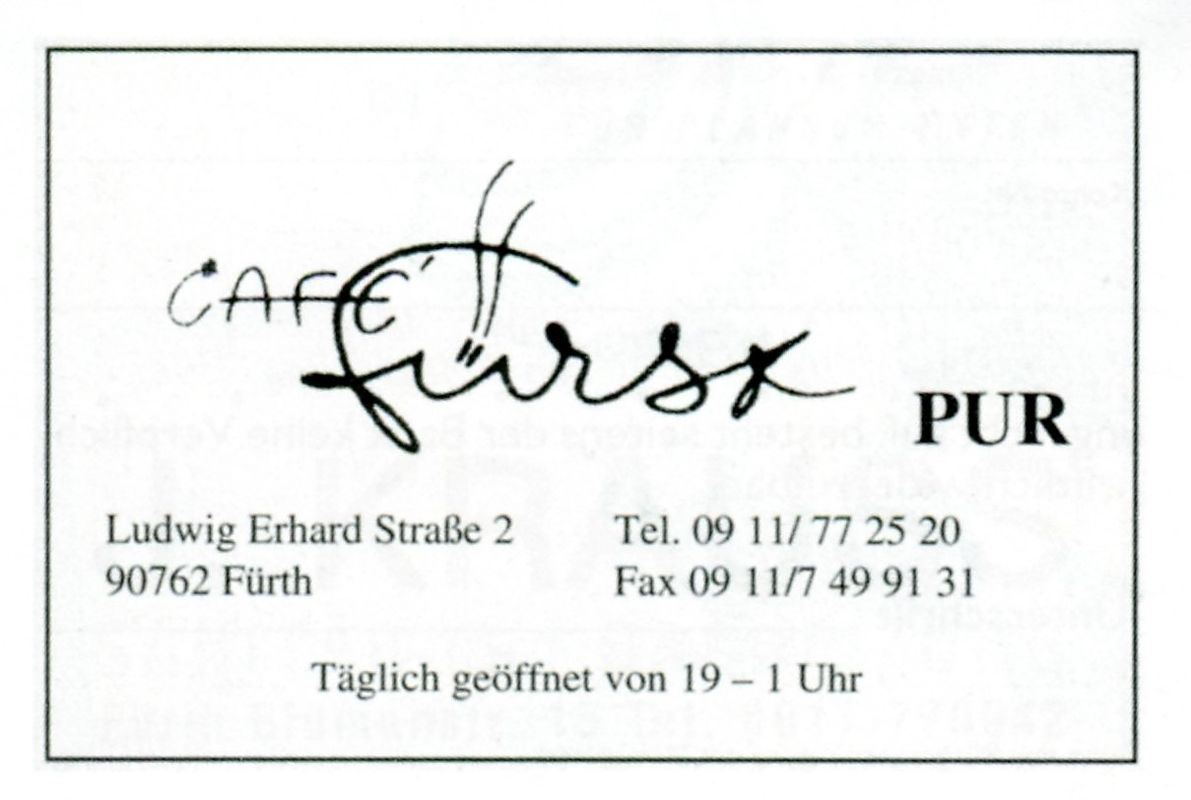 CAFÉ
Fürst
PUR
Ludwig Erhard Straße 2
90762 Fürth
Tel. 09 11/ 77 25 20
Fax 09 11/7 49 91 31
Täglich geöffnet von 19 – 1 Uhr